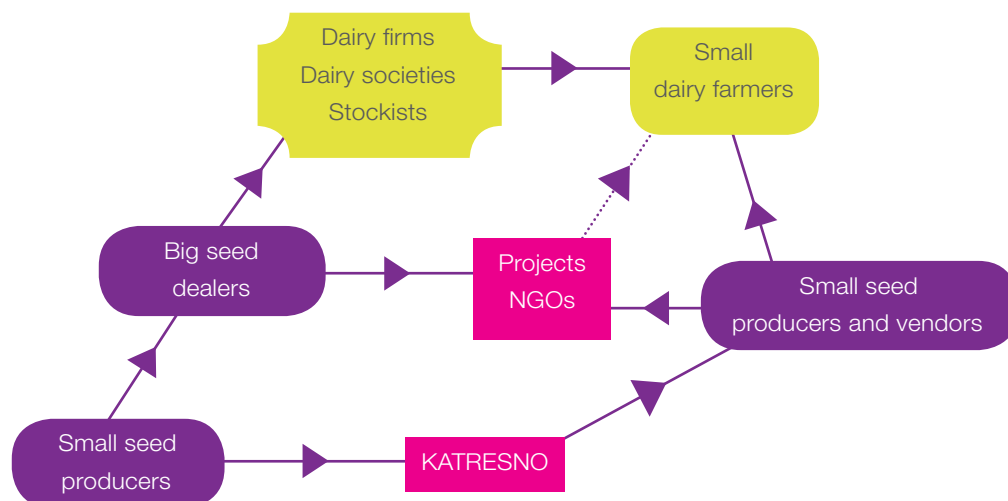 Dairy firms
Dairy societies
Stockists
Small
dairy farmers
Big seed
dealers
Projects
NGOs
Small seed
producers and vendors
Small seed
producers
KATRESNO